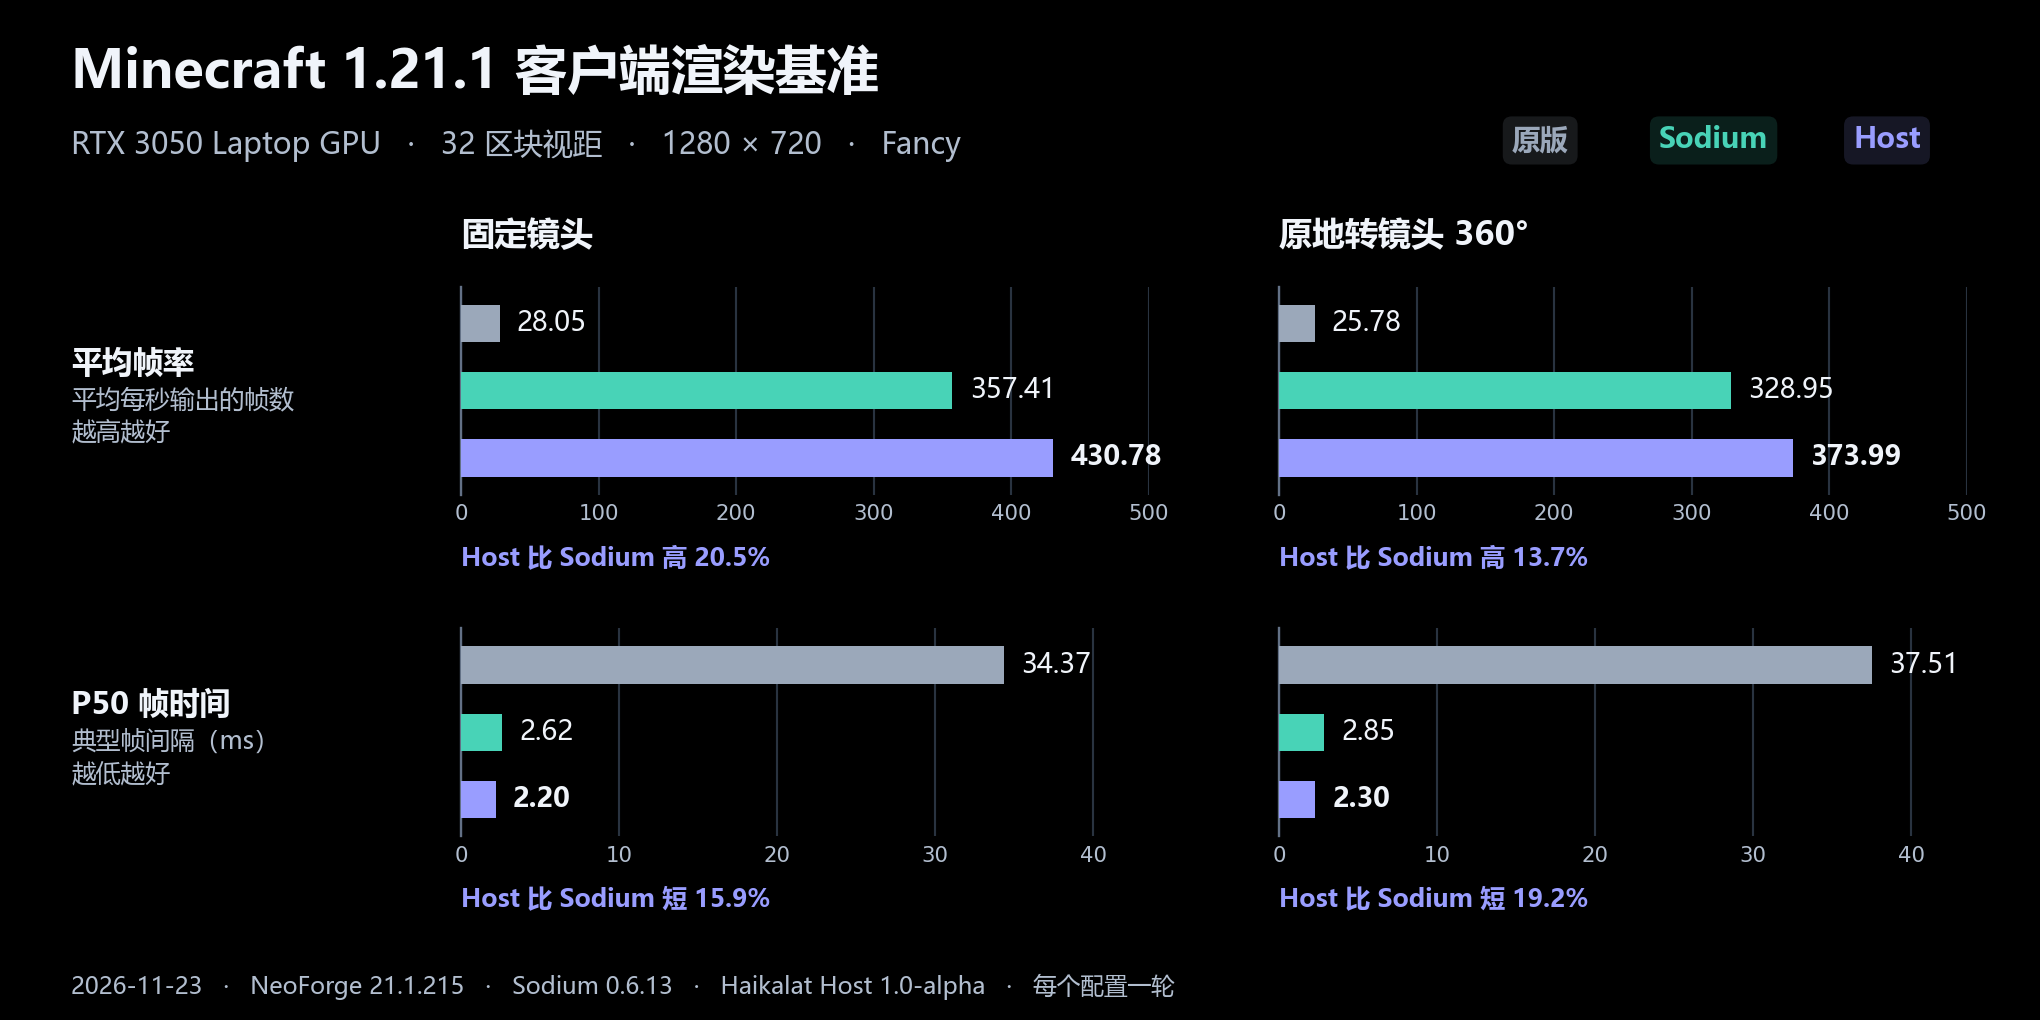 Minecraft 1.21.1 客户端渲染基准
RTX 3050 Laptop GPU · 32 区块视距 · 1280 × 720 · Fancy
原版 Sodium Host
固定镜头
原地转镜头 360°
平均帧率
平均每秒输出的帧数
越高越好
28.05
357.41
430.78
0 100 200 300 400 500
Host 比 Sodium 高 20.5%
25.78
328.95
373.99
0 100 200 300 400 500
Host 比 Sodium 高 13.7%
P50 帧时间
典型帧间隔（ms）
越低越好
34.37
2.62
2.20
0 10 20 30 40
Host 比 Sodium 短 15.9%
37.51
2.85
2.30
0 10 20 30 40
Host 比 Sodium 短 19.2%
2026-11-23 · NeoForge 21.1.215 · Sodium 0.6.13 · Haikalat Host 1.0-alpha · 每个配置一轮